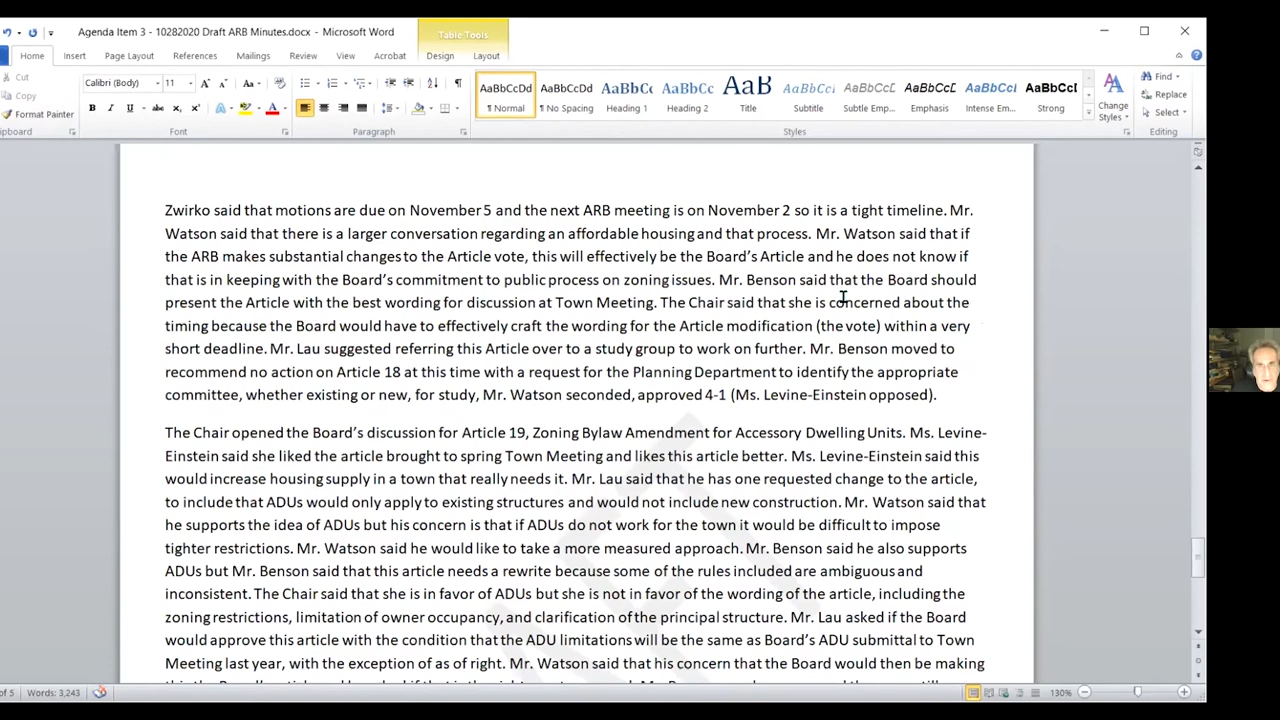 Agenda Item 3 - 10282020 Draft ARB Minutes.docx - Microsoft Word
Table Tools
Home Insert Page Layout References Mailings Review View Acrobat Design Layout
Cut
Copy
Format Painter
Calibri (Body) 11
AaBbCcDd AaBbCcDd AaBbCc AaBbCc AaB AaBbCcI AaBbCcDd AaBbCcDd AaBbCcDd AaBbCcDd
¶ Normal ¶ No Spacing Heading 1 Heading 2 Title Subtitle Subtle Emp... Emphasis Intense Em... Strong
Change
Styles
Find
Replace
Select
lipboard Font Paragraph Styles Editing
Zwirko said that motions are due on November 5 and the next ARB meeting is on November 2 so it is a tight timeline. Mr.
Watson said that there is a larger conversation regarding an affordable housing and that process. Mr. Watson said that if
the ARB makes substantial changes to the Article vote, this will effectively be the Board's Article and he does not know if
that is in keeping with the Board's commitment to public process on zoning issues. Mr. Benson said that the Board should
present the Article with the best wording for discussion at Town Meeting. The Chair said that she is concerned about the
timing because the Board would have to effectively craft the wording for the Article modification (the vote) within a very
short deadline. Mr. Lau suggested referring this Article over to a study group to work on further. Mr. Benson moved to
recommend no action on Article 18 at this time with a request for the Planning Department to identify the appropriate
committee, whether existing or new, for study, Mr. Watson seconded, approved 4-1 (Ms. Levine-Einstein opposed).
The Chair opened the Board's discussion for Article 19, Zoning Bylaw Amendment for Accessory Dwelling Units. Ms. Levine-
Einstein said she liked the article brought to spring Town Meeting and likes this article better. Ms. Levine-Einstein said this
would increase housing supply in a town that really needs it. Mr. Lau said that he has one requested change to the article,
to include that ADUs would only apply to existing structures and would not include new construction. Mr. Watson said that
he supports the idea of ADUs but his concern is that if ADUs do not work for the town it would be difficult to impose
tighter restrictions. Mr. Watson said he would like to take a more measured approach. Mr. Benson said he also supports
ADUs but Mr. Benson said that this article needs a rewrite because some of the rules included are ambiguous and
inconsistent. The Chair said that she is in favor of ADUs but she is not in favor of the wording of the article, including the
zoning restrictions, limitation of owner occupancy, and clarification of the principal structure. Mr. Lau asked if the Board
would approve this article with the condition that the ADU limitations will be the same as Board's ADU submittal to Town
Meeting last year, with the exception of as of right. Mr. Watson said that his concern that the Board would then be making
of 5 Words: 3,243 130%